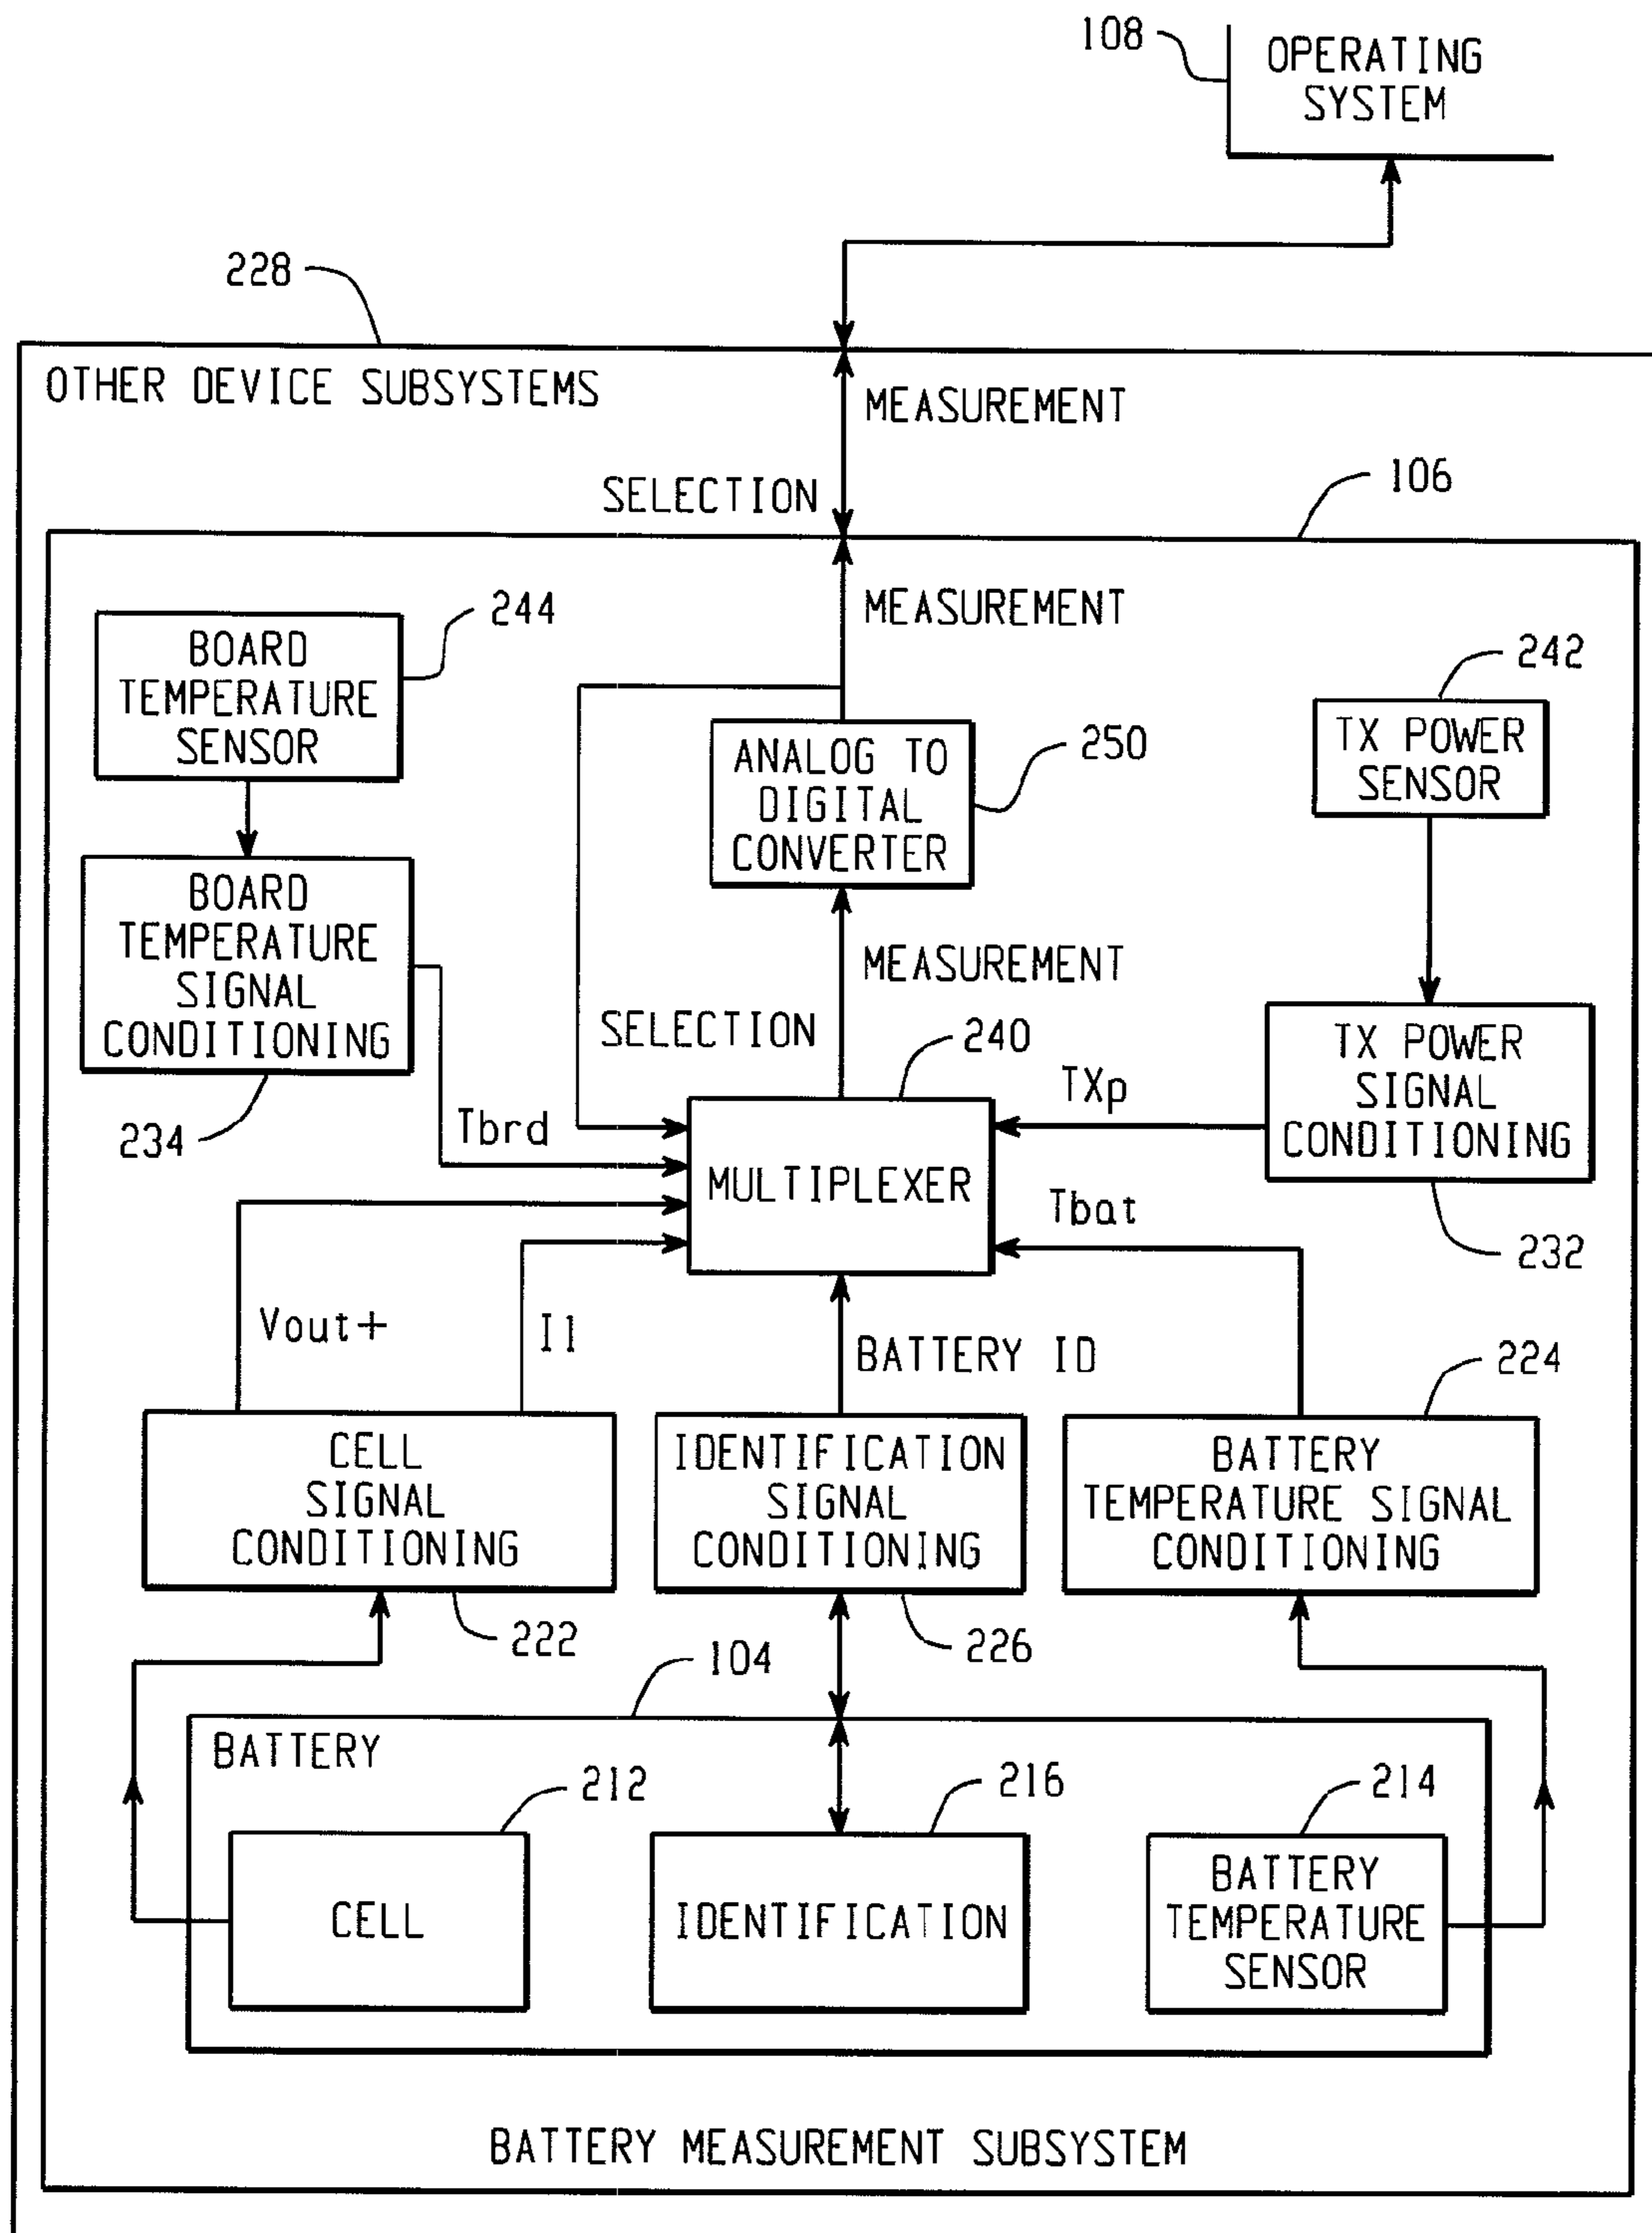 108
OPERATING
SYSTEM
228
OTHER DEVICE SUBSYSTEMS
MEASUREMENT
SELECTION
106
MEASUREMENT
244
BOARD
TEMPERATURE
SENSOR
242
TX POWER
SENSOR
250
ANALOG TO
DIGITAL
CONVERTER
BOARD
TEMPERATURE
SIGNAL
CONDITIONING
234
MEASUREMENT
SELECTION
240
TX POWER
SIGNAL
CONDITIONING
232
TXp
Tbrd
MULTIPLEXER
Tbat
Vout+
I1
BATTERY ID
224
CELL
SIGNAL
CONDITIONING
222
IDENTIFICATION
SIGNAL
CONDITIONING
226
BATTERY
TEMPERATURE SIGNAL
CONDITIONING
104
BATTERY
212
216
214
CELL
IDENTIFICATION
BATTERY
TEMPERATURE
SENSOR
BATTERY MEASUREMENT SUBSYSTEM